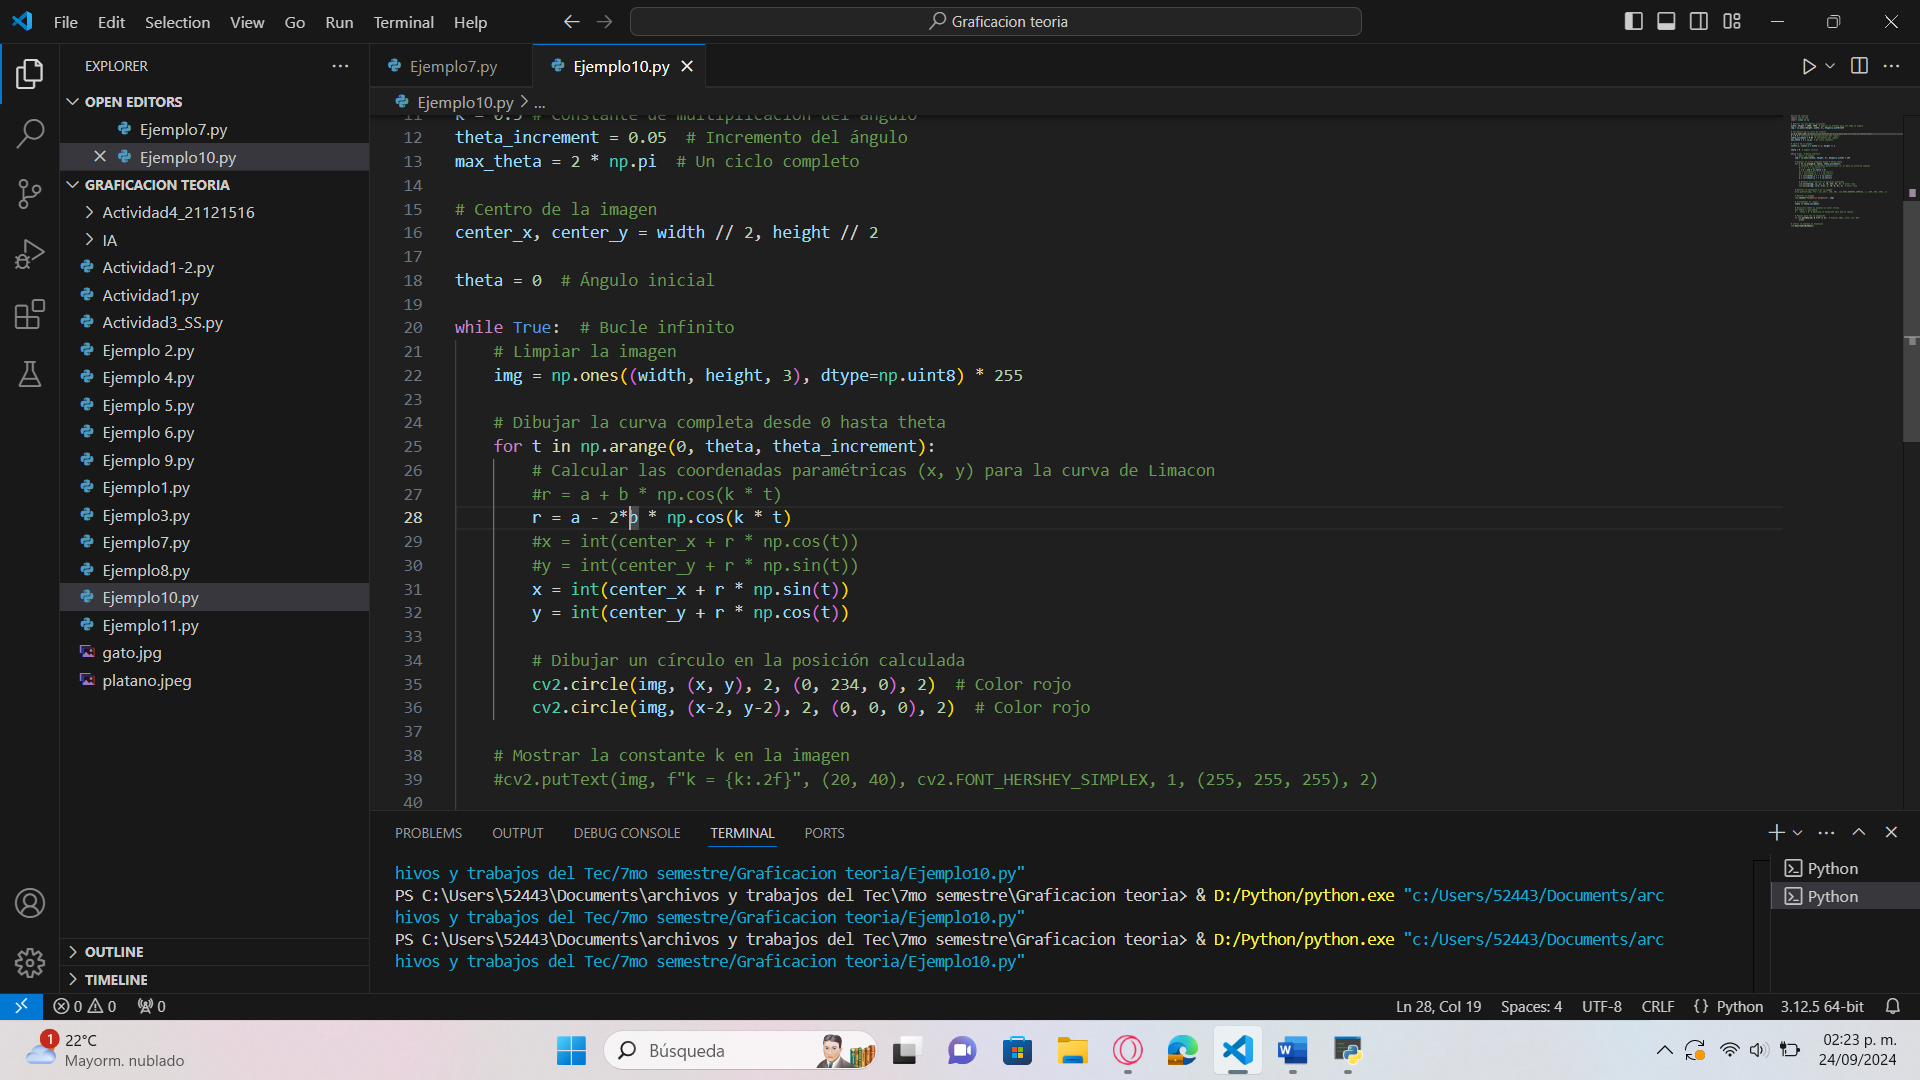 File Edit Selection View Go Run Terminal Help
Graficacion teoria
EXPLORER
OPEN EDITORS
Ejemplo7.py
Ejemplo10.py
GRAFICACION TEORIA
Actividad4_21121516
IA
Actividad1-2.py
Actividad1.py
Actividad3_SS.py
Ejemplo 2.py
Ejemplo 4.py
Ejemplo 5.py
Ejemplo 6.py
Ejemplo 9.py
Ejemplo1.py
Ejemplo3.py
Ejemplo7.py
Ejemplo8.py
Ejemplo10.py
Ejemplo11.py
gato.jpg
platano.jpeg
OUTLINE
TIMELINE
Ejemplo7.py Ejemplo10.py
Ejemplo10.py > ...
11 k = 0.5 # Constante de multiplicación del ángulo
12 theta_increment = 0.05  # Incremento del ángulo
13 max_theta = 2 * np.pi  # Un ciclo completo
14
15 # Centro de la imagen
16 center_x, center_y = width // 2, height // 2
17
18 theta = 0  # Ángulo inicial
19
20 while True:  # Bucle infinito
21     # Limpiar la imagen
22     img = np.ones((width, height, 3), dtype=np.uint8) * 255
23
24     # Dibujar la curva completa desde 0 hasta theta
25     for t in np.arange(0, theta, theta_increment):
26         # Calcular las coordenadas paramétricas (x, y) para la curva de Limacon
27         #r = a + b * np.cos(k * t)
28         r = a - 2*b * np.cos(k * t)
29         #x = int(center_x + r * np.cos(t))
30         #y = int(center_y + r * np.sin(t))
31         x = int(center_x + r * np.sin(t))
32         y = int(center_y + r * np.cos(t))
33
34         # Dibujar un círculo en la posición calculada
35         cv2.circle(img, (x, y), 2, (0, 234, 0), 2)  # Color rojo
36         cv2.circle(img, (x-2, y-2), 2, (0, 0, 0), 2)  # Color rojo
37
38     # Mostrar la constante k en la imagen
39     #cv2.putText(img, f"k = {k:.2f}", (20, 40), cv2.FONT_HERSHEY_SIMPLEX, 1, (255, 255, 255), 2)
40
PROBLEMS OUTPUT DEBUG CONSOLE TERMINAL PORTS
hivos y trabajos del Tec/7mo semestre/Graficacion teoria/Ejemplo10.py"
PS C:\Users\52443\Documents\archivos y trabajos del Tec\7mo semestre\Graficacion teoria> & D:/Python/python.exe "c:/Users/52443/Documents/arc
hivos y trabajos del Tec/7mo semestre/Graficacion teoria/Ejemplo10.py"
PS C:\Users\52443\Documents\archivos y trabajos del Tec\7mo semestre\Graficacion teoria> & D:/Python/python.exe "c:/Users/52443/Documents/arc
hivos y trabajos del Tec/7mo semestre/Graficacion teoria/Ejemplo10.py"
Python
Python
0 0 0 Ln 28, Col 19 Spaces: 4 UTF-8 CRLF {} Python 3.12.5 64-bit
1 22°C
Mayorm. nublado
Búsqueda
02:23 p. m.
24/09/2024